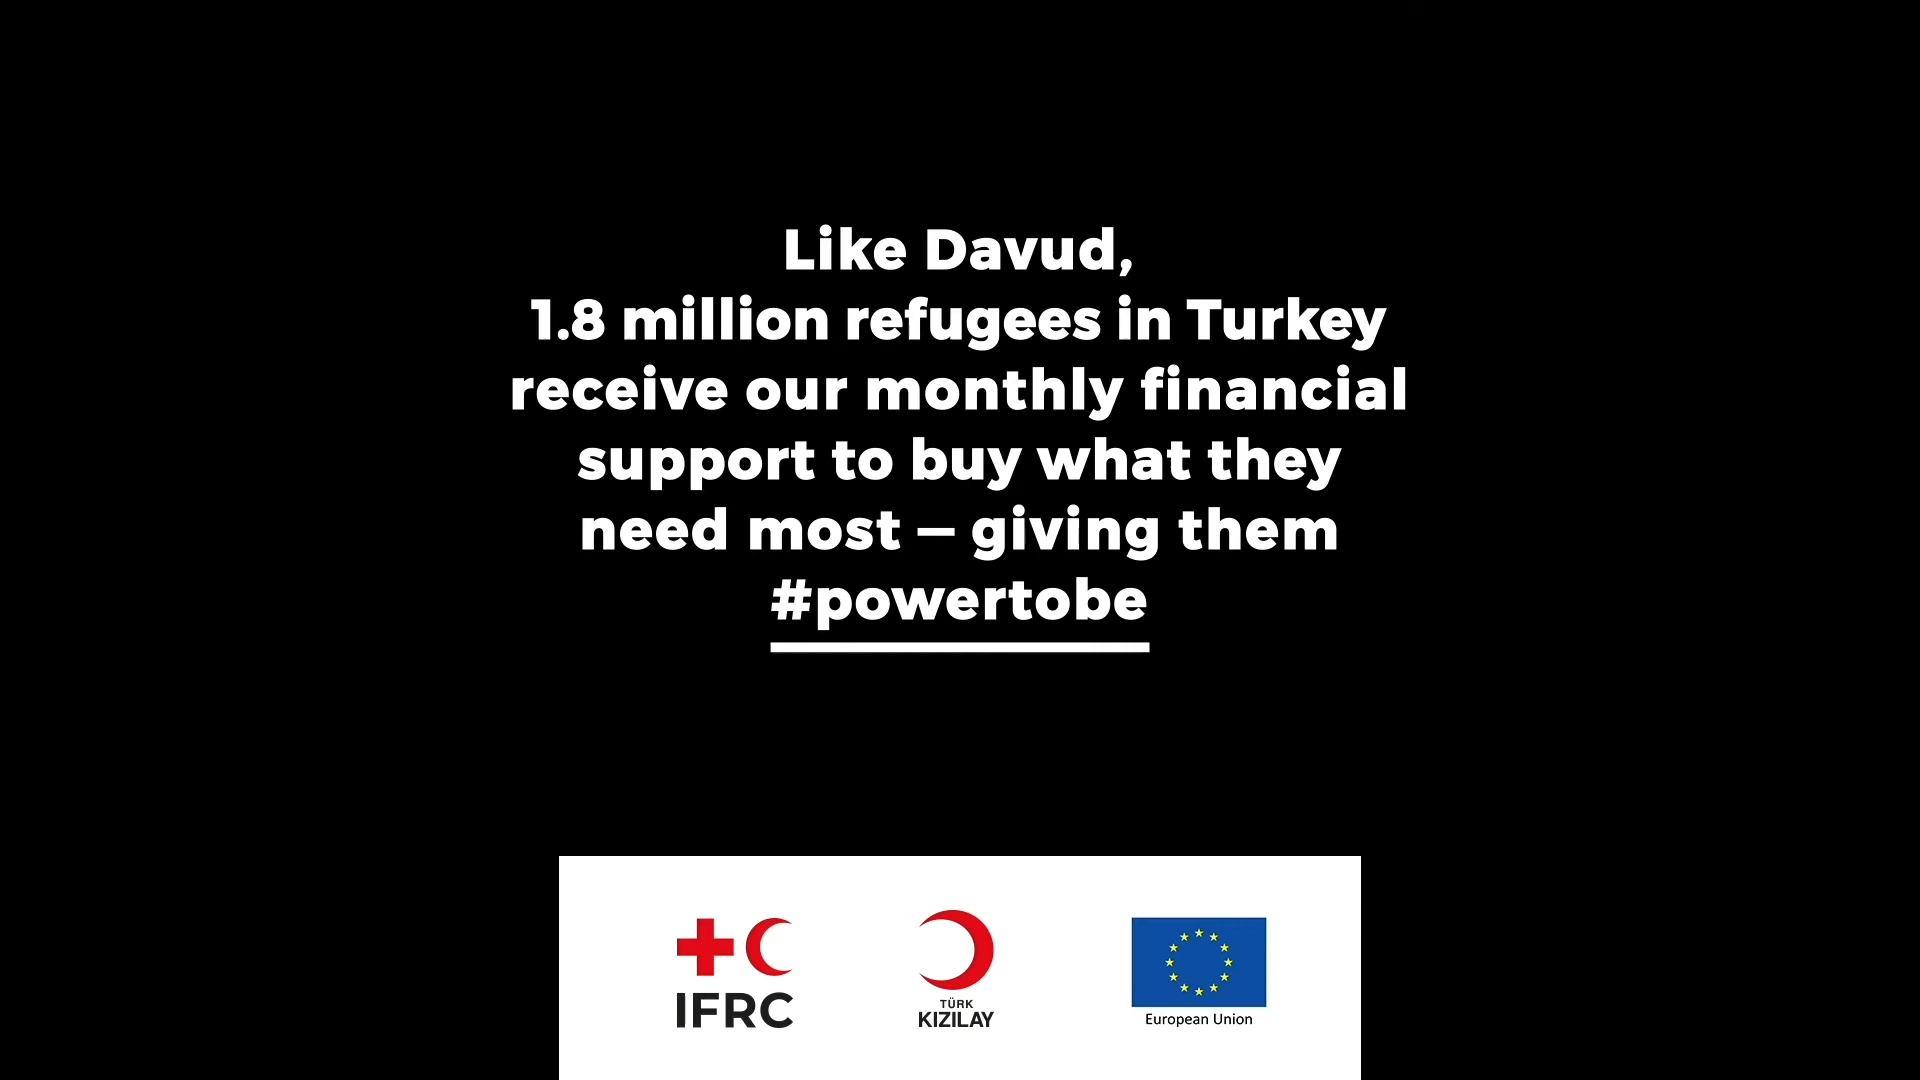 Like Davud,
1.8 million refugees in Turkey
receive our monthly financial
support to buy what they
need most — giving them
#powertobe
IFRC
TÜRK
KIZILAY
European Union